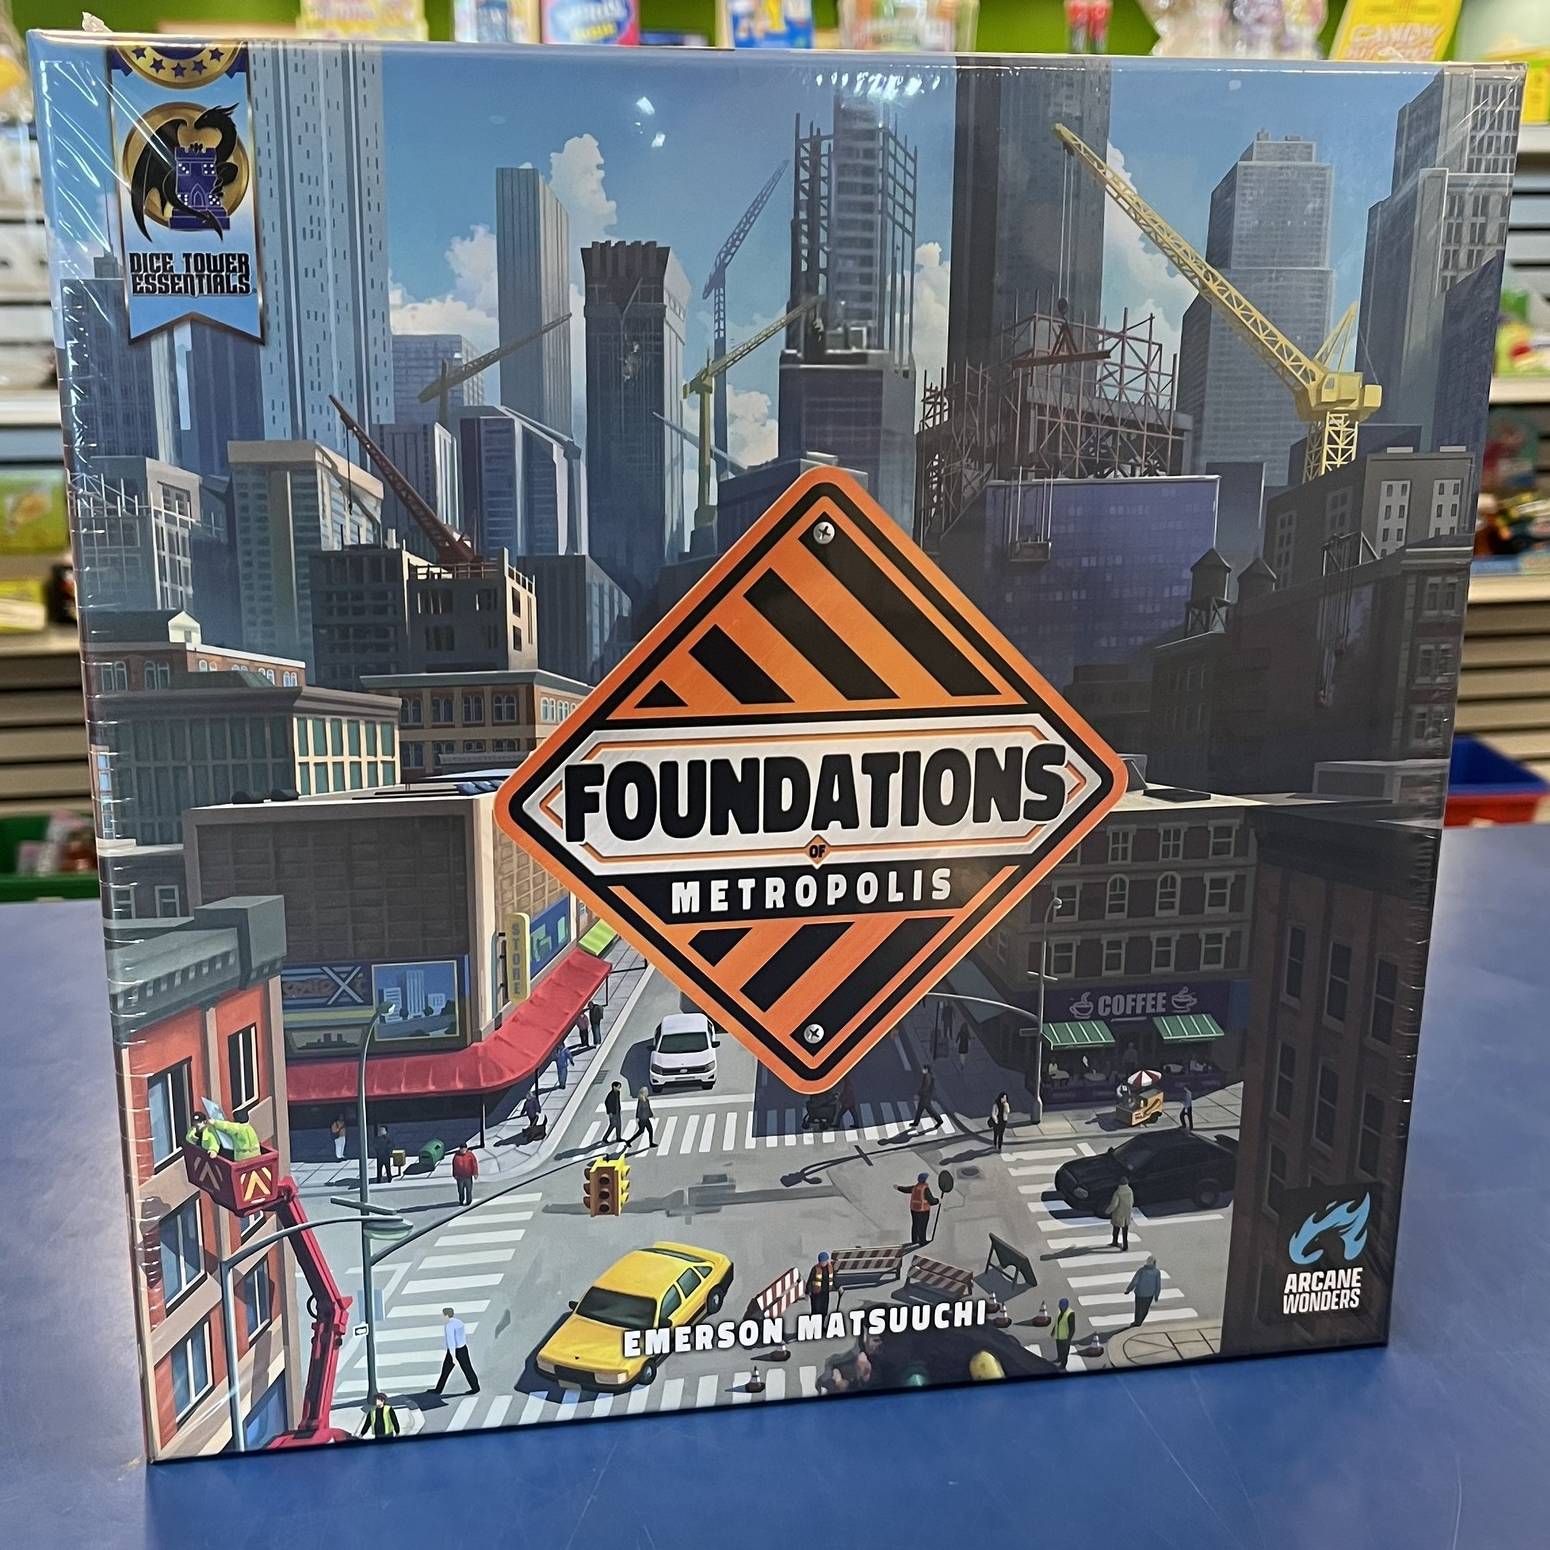 DICE TOWER
ESSENTIALS
FOUNDATIONS
OF
METROPOLIS
STORE
COFFEE
EMERSON MATSUUCHI
ARCANE
WONDERS